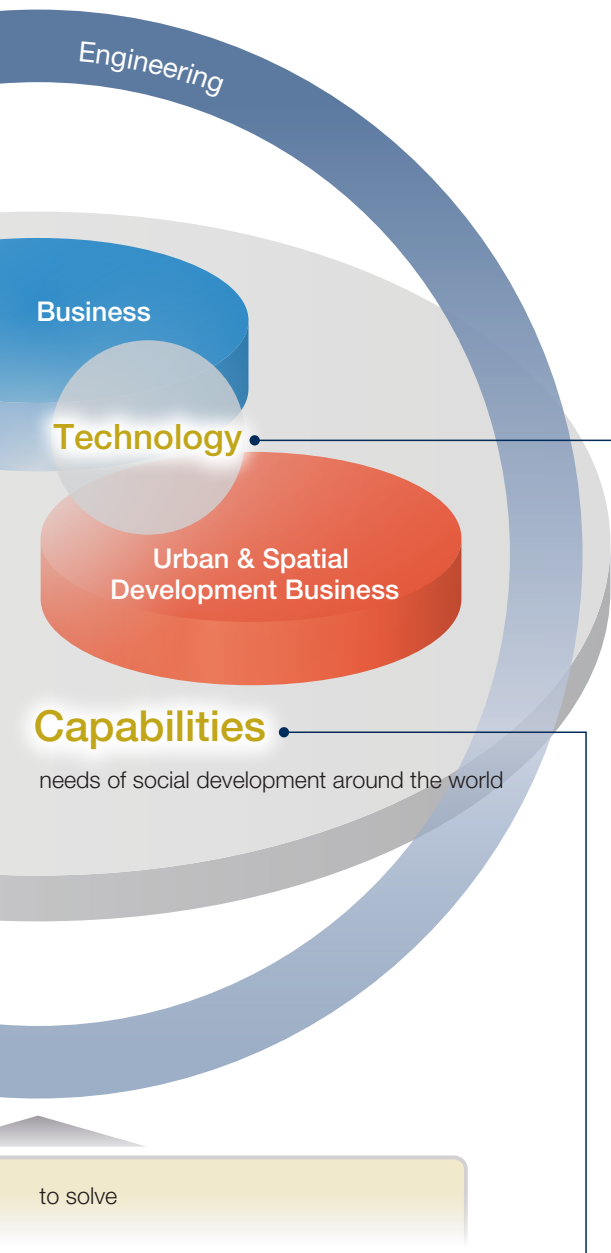 Engineering
Business
Technology
Urban & Spatial
Development Business
Capabilities
needs of social development around the world
to solve